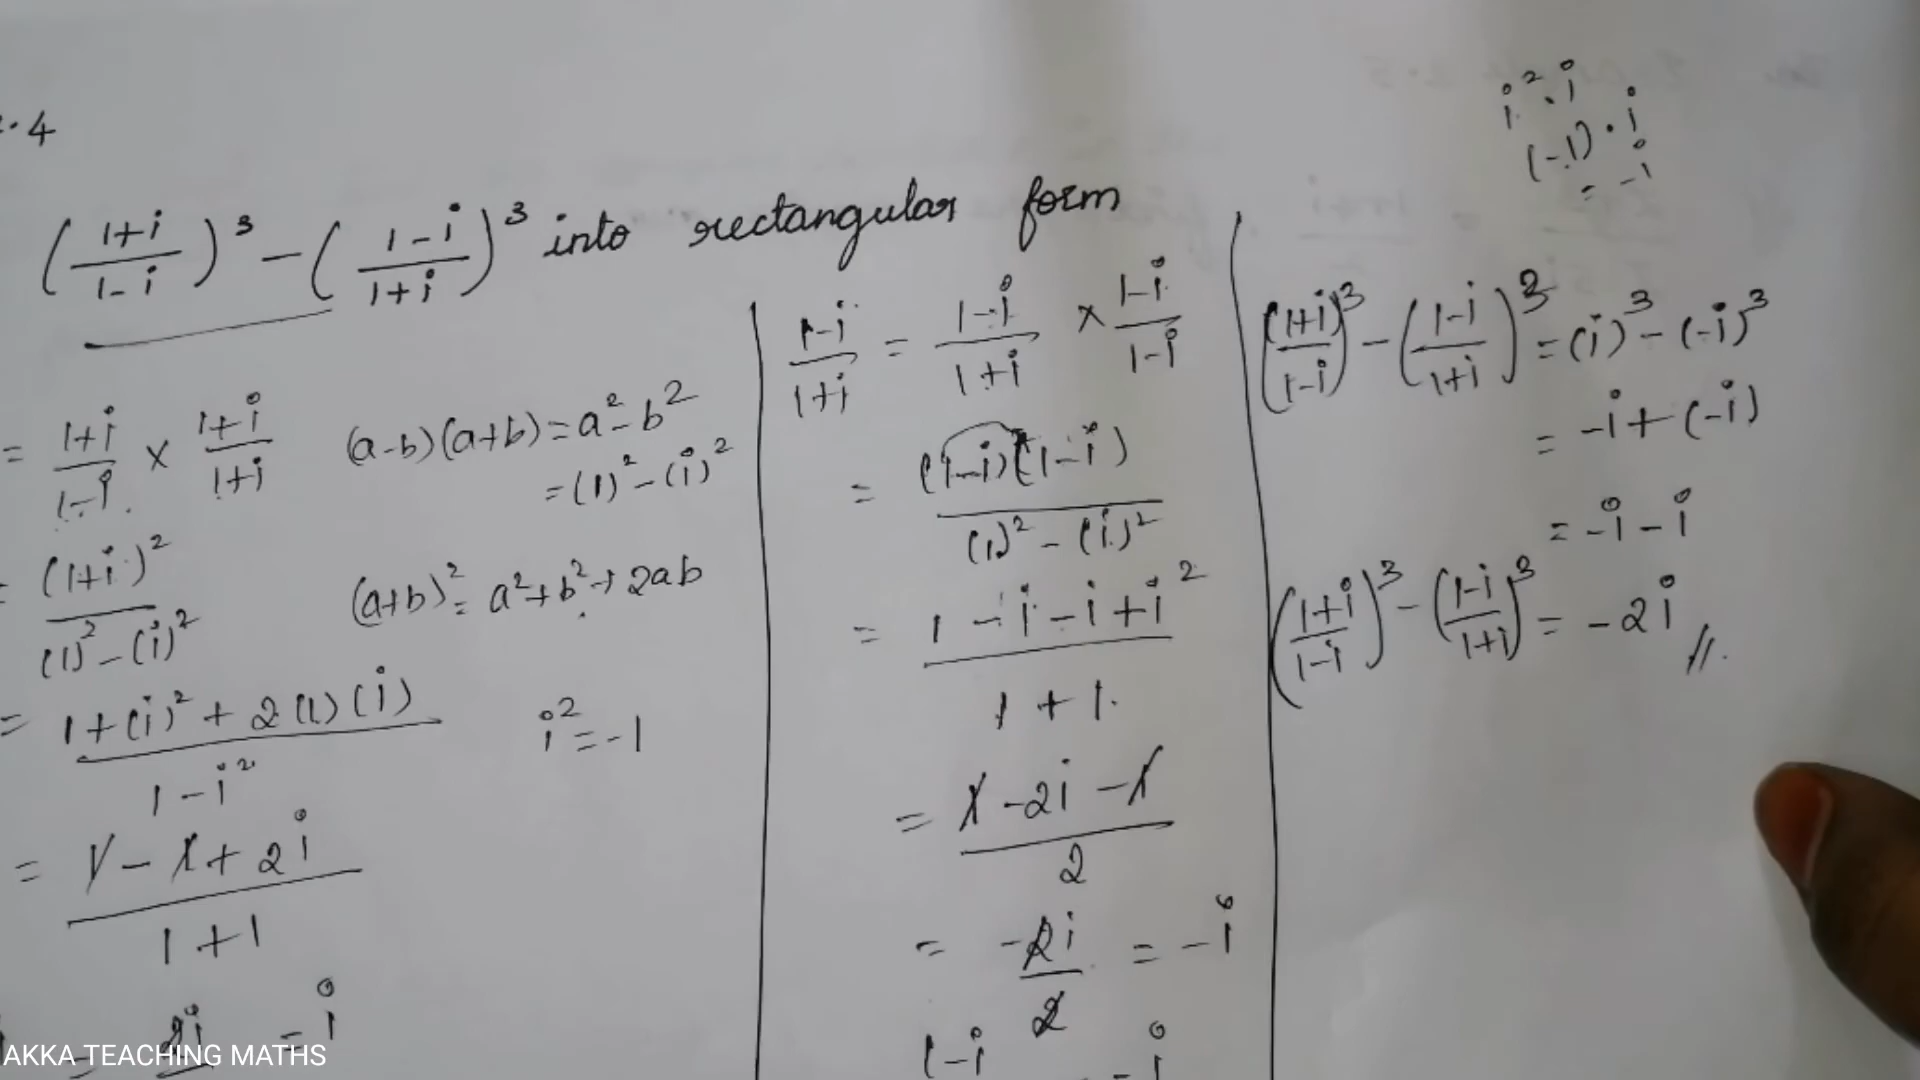 .4
((1+i)/(1-i))³ - ((1-i)/(1+i))³ into rectangular form
= (1+i)/(1-i) × (1+i)/(1+i)
(a-b)(a+b) = a² - b²
= (1)² - (i)²
= (1+i)²/((1)² - (i)²)
(a+b)² = a² + b² + 2ab
= (1+(i)² + 2(1)(i))/(1-i²)
i² = -1
= (1 - 1 + 2i)/(1+1)
= 2i = i
(1-i)/(1+i) = (1-i)/(1+i) × (1-i)/(1-i)
= (1-i)(1-i)/((1)² - (i)²)
= (1 - i - i + i²)/(1 + 1)
= (1 - 2i - 1)/2
= -2i/2 = -i
1-i -i
i² · i
(-1) · i
= -i
((1+i)/(1-i))³ - ((1-i)/(1+i))³ = (i)³ - (-i)³
= -i + (-i)
= -i - i
((1+i)/(1-i))³ - ((1-i)/(1+i))³ = -2i //.
AKKA TEACHING MATHS